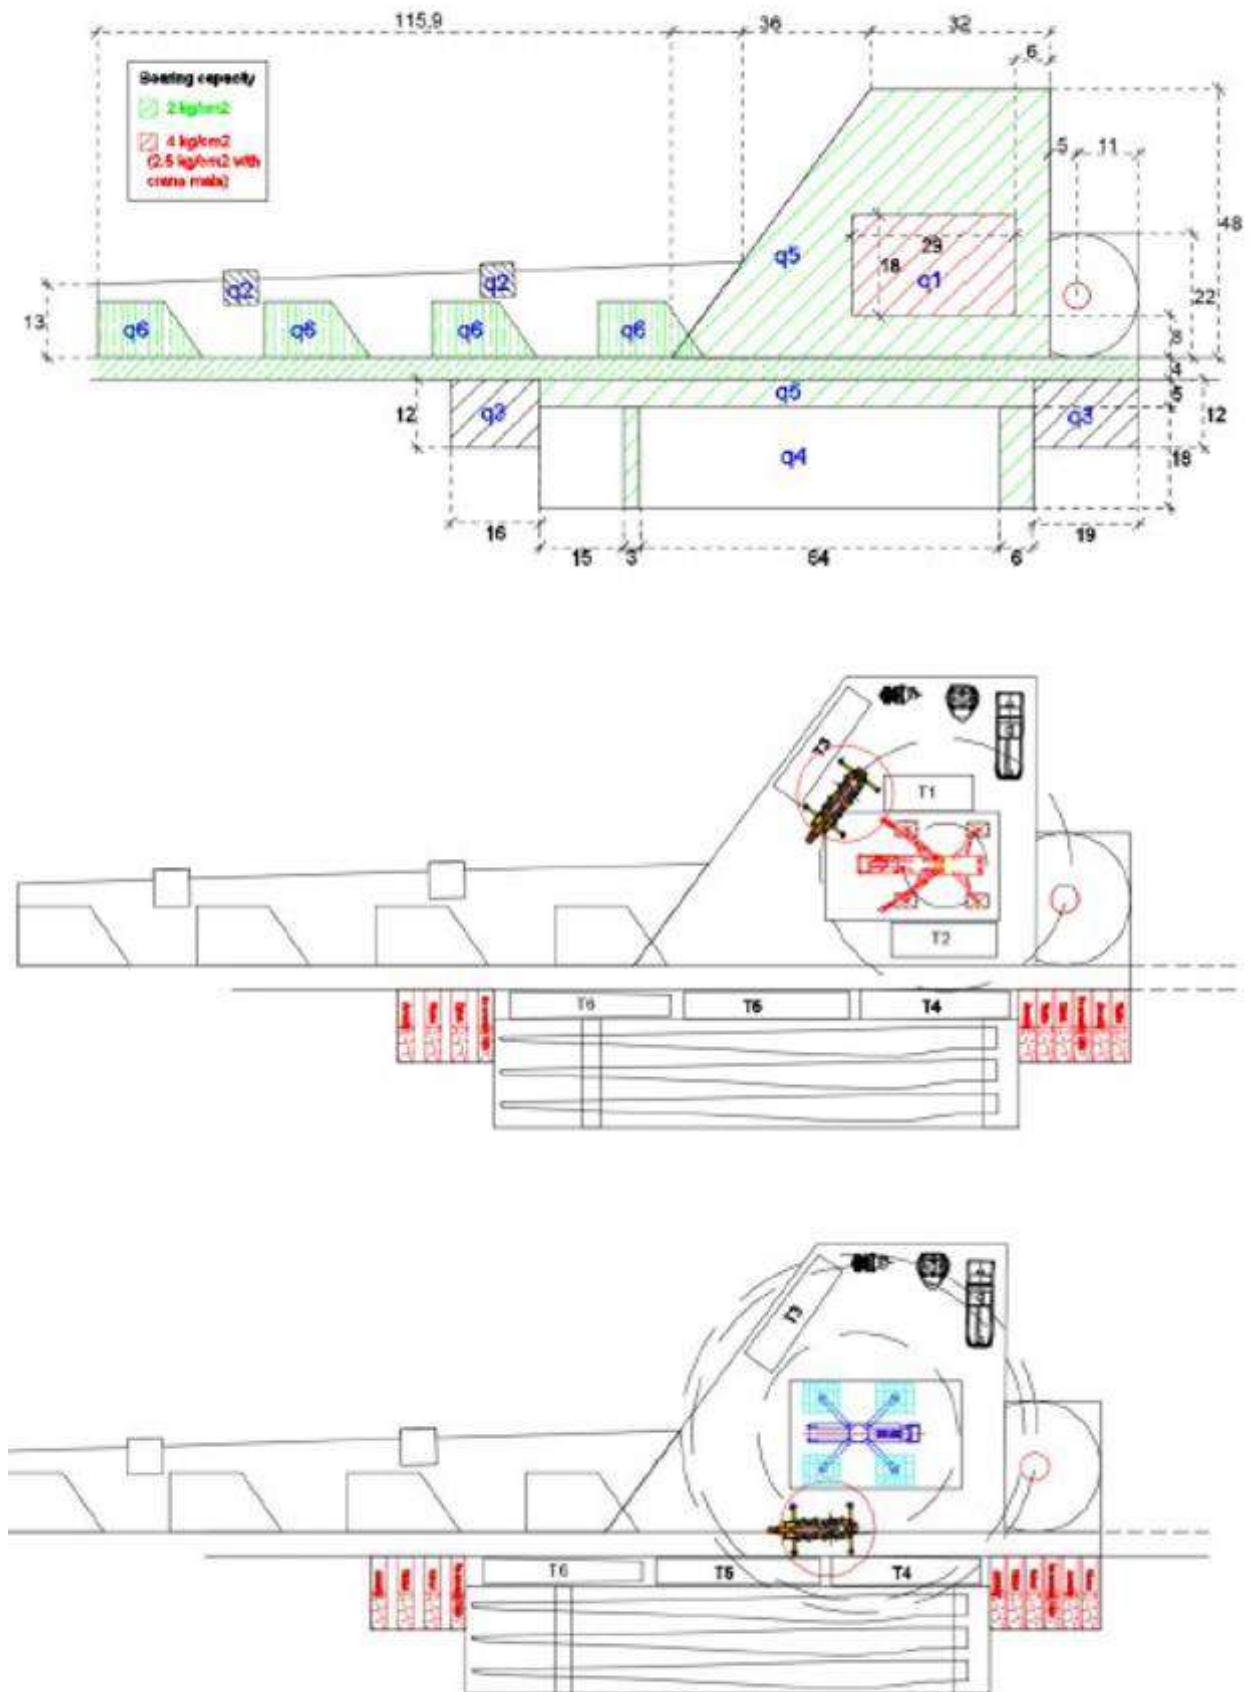 115.9
36
32
6
Bearing capacity
2 kg/cm2
4 kg/cm2
(2.5 kg/cm2 with
crane mats)
5
11
48
q5
29
18
q1
22
q2
q2
13
q6
q6
q6
q6
8
4
q5
5
12
q3
q3
12
q4
18
16
19
15
3
64
6
T3
T1
T2
T6
T5
T4
T3
T6
T5
T4